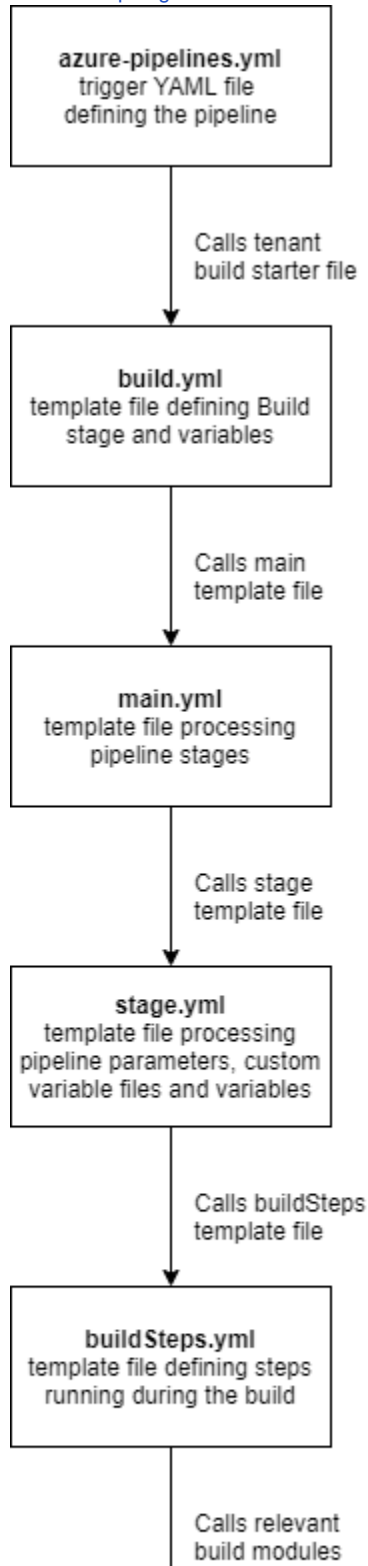 azure-pipelines.yml
trigger YAML file
defining the pipeline
Calls tenant
build starter file
build.yml
template file defining Build
stage and variables
Calls main
template file
main.yml
template file processing
pipeline stages
Calls stage
template file
stage.yml
template file processing
pipeline parameters, custom
variable files and variables
Calls buildSteps
template file
buildSteps.yml
template file defining steps
running during the build
Calls relevant
build modules